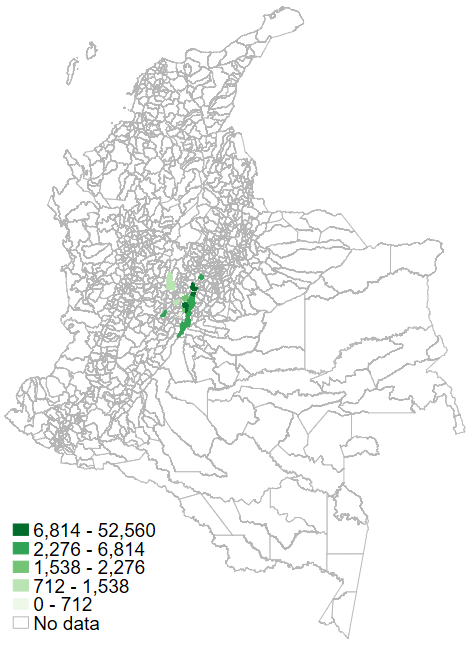 6,814 - 52,560
2,276 - 6,814
1,538 - 2,276
712 - 1,538
0 - 712
No data